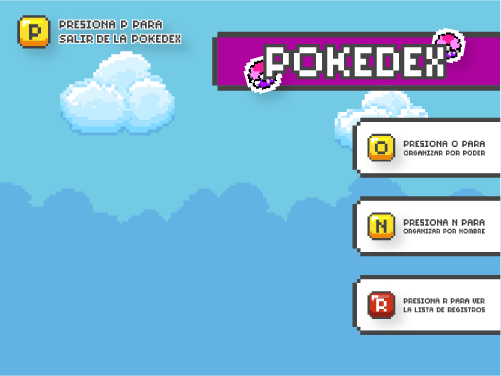 P
PRESIONA P PARA
SALIR DE LA POKEDEX
POKEDEX
O
PRESIONA O PARA
ORGANIZAR POR PODER
N
PRESIONA N PARA
ORGANIZAR POR NOMBRE
R
PRESIONA R PARA VER
LA LISTA DE REGISTROS